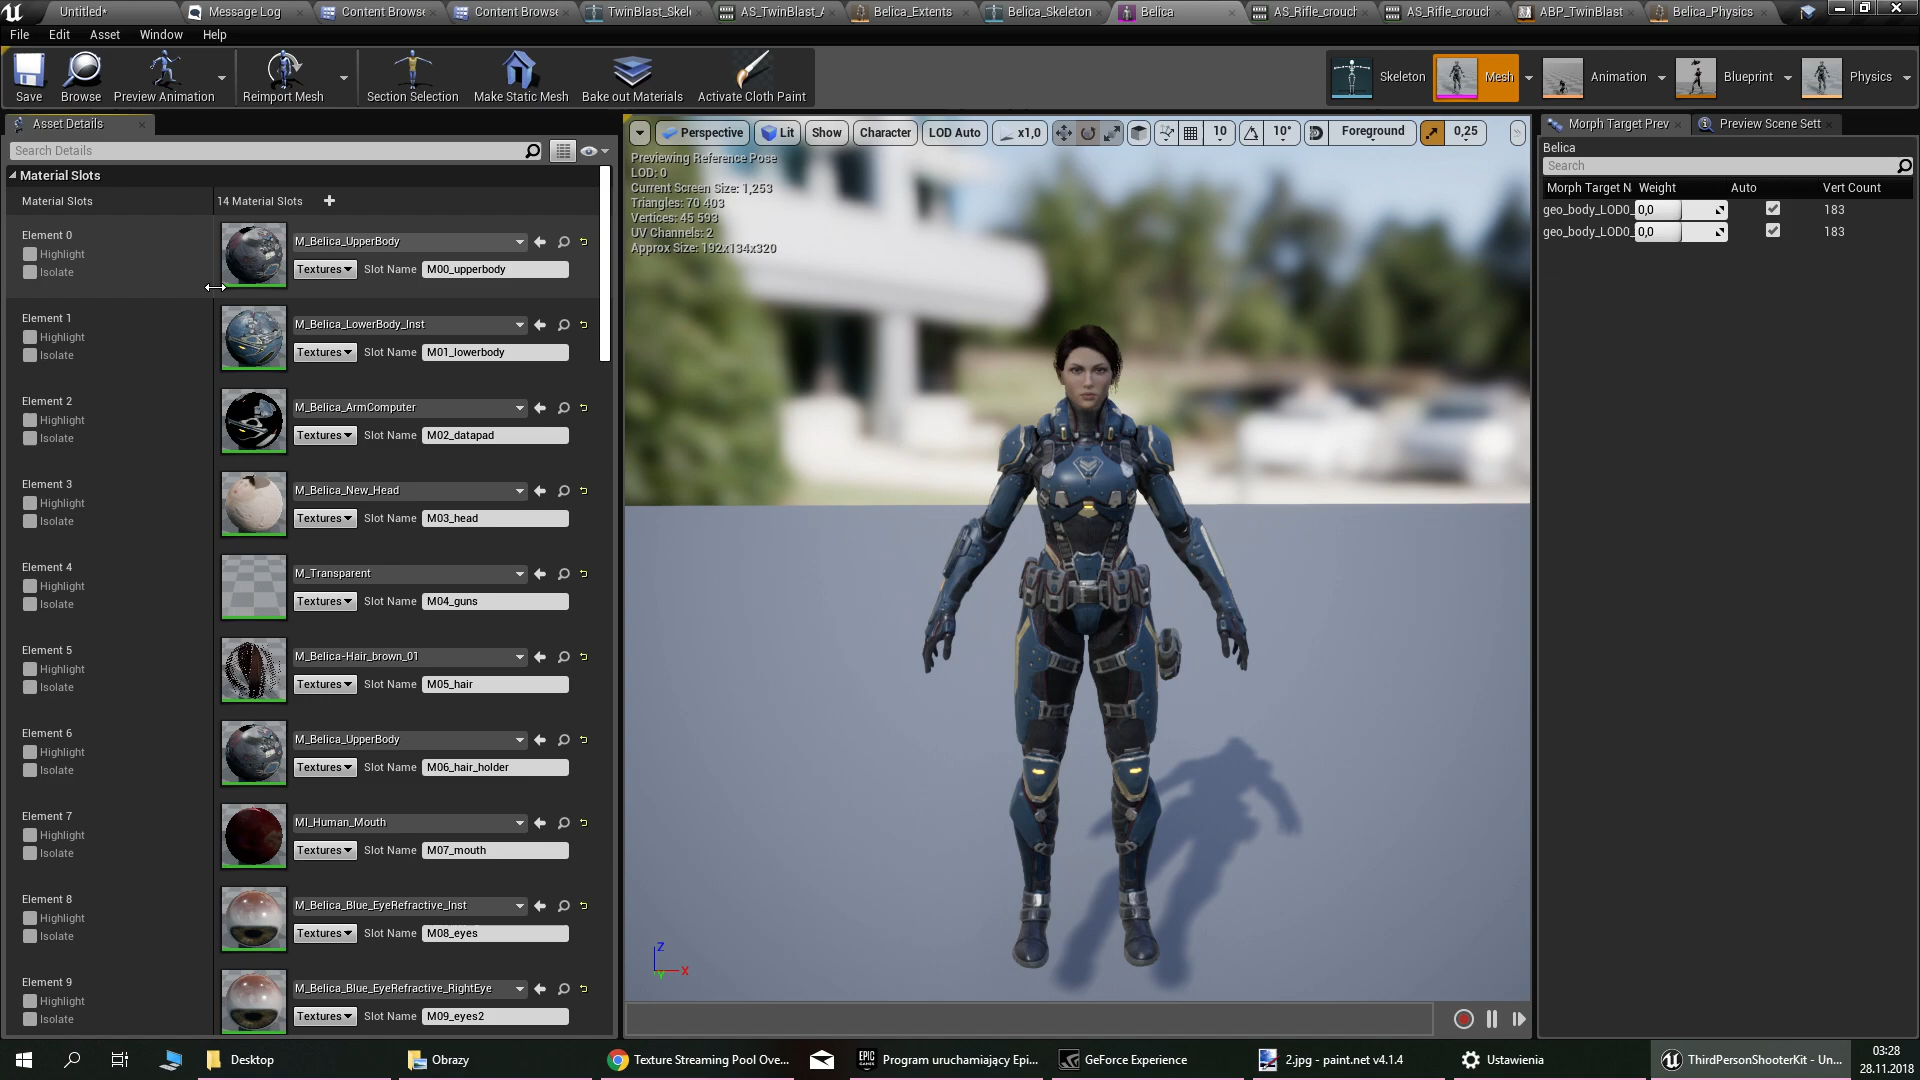 Untitled*
Message Log
Content Browse
Content Browse
TwinBlast_Skel
AS_TwinBlast_A
Belica_Extents
Belica_Skeleton
Belica
AS_Rifle_crouch
AS_Rifle_crouch
ABP_TwinBlast
Belica_Physics
File Edit Asset Window Help
Save
Browse
Preview Animation
Reimport Mesh
Section Selection
Make Static Mesh
Bake out Materials
Activate Cloth Paint
Skeleton
Mesh
Animation
Blueprint
Physics
Asset Details
Search Details
Material Slots
Material Slots 14 Material Slots
Element 0
Highlight
Isolate
M_Belica_UpperBody
Textures Slot Name M00_upperbody
Element 1
Highlight
Isolate
M_Belica_LowerBody_Inst
Textures Slot Name M01_lowerbody
Element 2
Highlight
Isolate
M_Belica_ArmComputer
Textures Slot Name M02_datapad
Element 3
Highlight
Isolate
M_Belica_New_Head
Textures Slot Name M03_head
Element 4
Highlight
Isolate
M_Transparent
Textures Slot Name M04_guns
Element 5
Highlight
Isolate
M_Belica-Hair_brown_01
Textures Slot Name M05_hair
Element 6
Highlight
Isolate
M_Belica_UpperBody
Textures Slot Name M06_hair_holder
Element 7
Highlight
Isolate
MI_Human_Mouth
Textures Slot Name M07_mouth
Element 8
Highlight
Isolate
M_Belica_Blue_EyeRefractive_Inst
Textures Slot Name M08_eyes
Element 9
Highlight
Isolate
M_Belica_Blue_EyeRefractive_RightEye
Textures Slot Name M09_eyes2
Perspective Lit Show Character LOD Auto x1,0 10 10° Foreground 0,25
Previewing Reference Pose
LOD: 0
Current Screen Size: 1,253
Triangles: 70 403
Vertices: 45 593
UV Channels: 2
Approx Size: 192x134x320
Z
X
Y
Morph Target Prev
Preview Scene Sett
Belica
Search
Morph Target N Weight Auto Vert Count
geo_body_LOD0_ 0,0 183
geo_body_LOD0_ 0,0 183
Desktop
Obrazy
Texture Streaming Pool Ove...
EPIC GAMES
Program uruchamiający Epi...
GeForce Experience
2.jpg - paint.net v4.1.4
Ustawienia
ThirdPersonShooterKit - Un...
03:28
28.11.2018